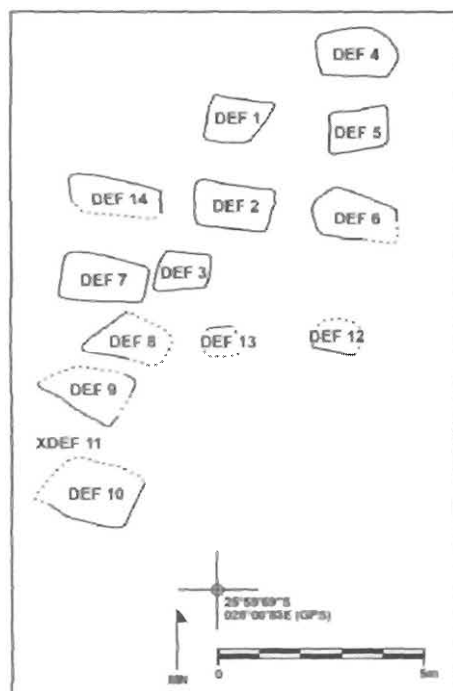 DEF 4
DEF 1
DEF 5
DEF 14
DEF 2
DEF 6
DEF 3
DEF 7
DEF 8
DEF 13
DEF 12
DEF 9
XDEF 11
DEF 10
(GPS)
0
5m